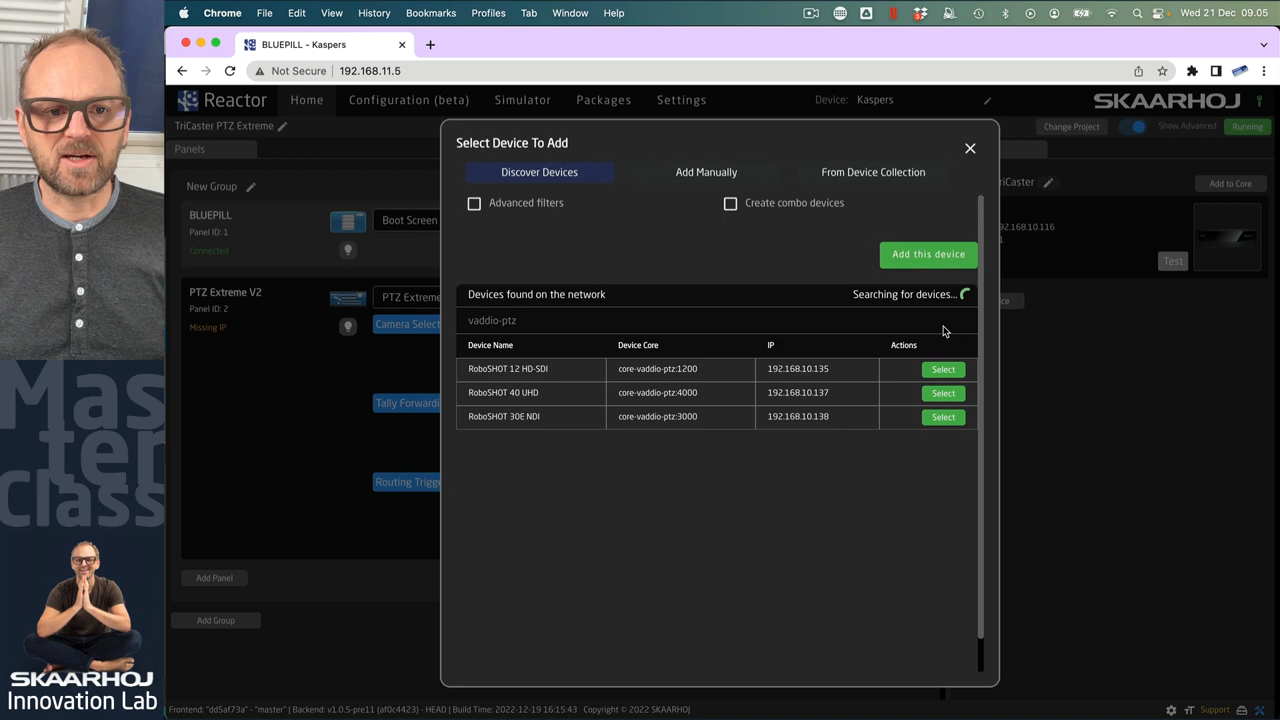 Chrome File Edit View History Bookmarks Profiles Tab Window Help Wed 21 Dec 09.05
BLUEPILL - Kaspers
Not Secure 192.168.11.5
Reactor Home Configuration (beta) Simulator Packages Settings Device: Kaspers SKAARHOJ
TriCaster PTZ Extreme Change Project Show Advanced Running
Panels
Select Device To Add
Discover Devices Add Manually From Device Collection
New Group TriCaster Add to Core
Advanced filters Create combo devices
BLUEPILL Boot Screen
Panel ID: 1 92.168.10.116
Connected
Add this device Test
PTZ Extreme V2 PTZ Extreme
Panel ID: 2
Missing IP Camera Select
Devices found on the network Searching for devices...
vaddio-ptz
Device Name Device Core IP Actions
RoboSHOT 12 HD-SDI core-vaddio-ptz:1200 192.168.10.135 Select
RoboSHOT 40 UHD core-vaddio-ptz:4000 192.168.10.137 Select
RoboSHOT 30E NDI core-vaddio-ptz:3000 192.168.10.138 Select
Tally Forwardi
Routing Trigge
Add Panel
Add Group
Master
Class
SKAARHOJ
Innovation Lab
Frontend: "dd5af73a" - "master" | Backend: v1.0.5-pre11 (af0c4423) - HEAD | Build Time: 2022-12-19 16:15:43 Copyright © 2022 SKAARHOJ Support